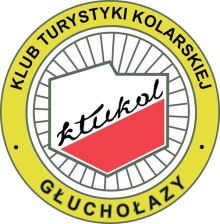 KLUB TURYSTYKI KOLARSKIEJ
ktukol
GŁUCHOŁAZY